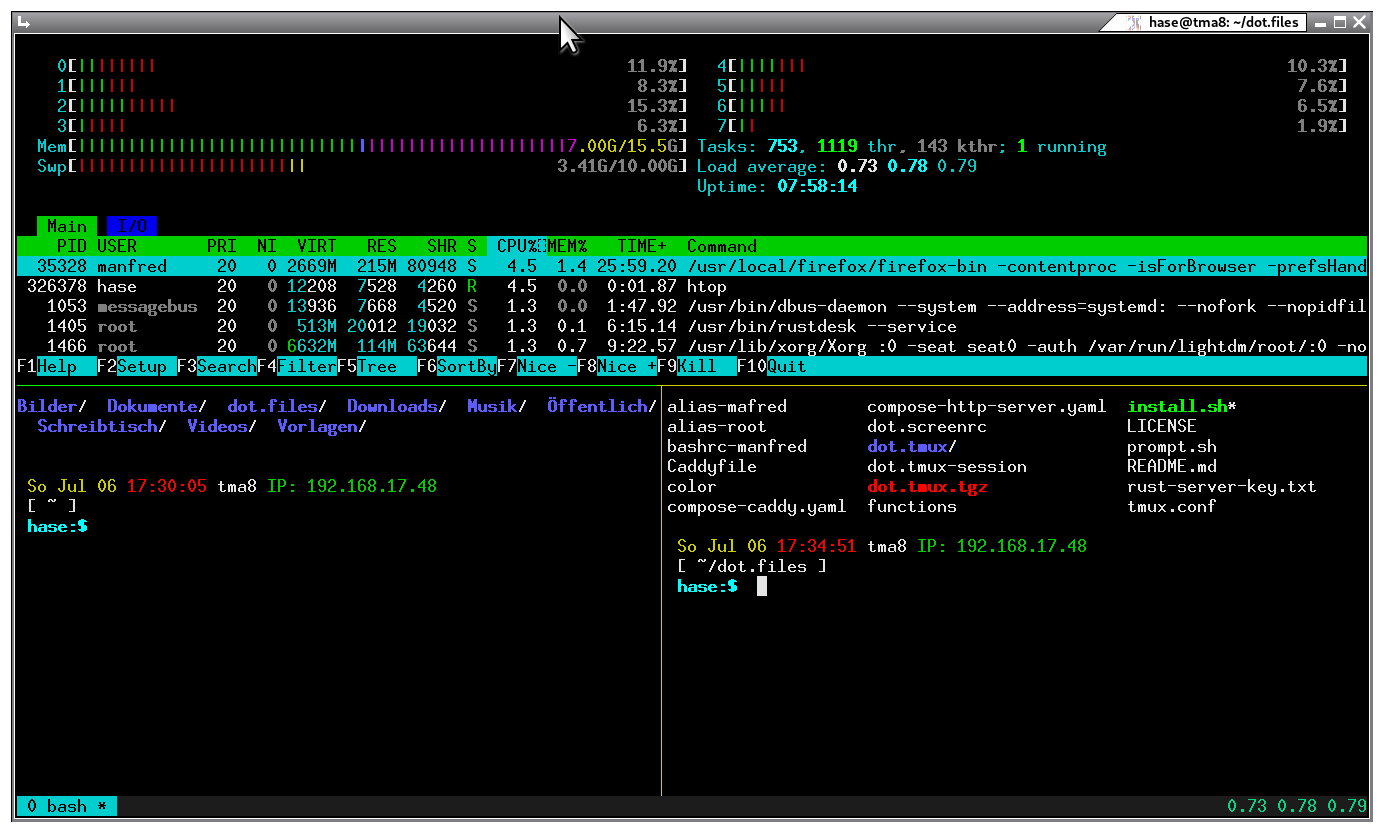 hase@tma8: ~/dot.files
0[||||||||| 11.9%] 4[||||||| 10.3%]
1[|||||| 8.3%] 5[||||| 7.6%]
2[|||||||||| 15.3%] 6[||||| 6.5%]
3[||||| 6.3%] 7[|| 1.9%]
Mem[|||||||||||||||||||||||||||||||||||||||||||||||||7.00G/15.5G] Tasks: 753, 1119 thr, 143 kthr; 1 running
Swp[||||||||||||||||||||||| 3.41G/10.00G] Load average: 0.73 0.78 0.79
Uptime: 07:58:14
Main I/O
PID USER PRI NI VIRT RES SHR S CPU% MEM% TIME+ Command
35328 manfred 20 0 2669M 215M 80948 S 4.5 1.4 25:59.20 /usr/local/firefox/firefox-bin -contentproc -isForBrowser -prefsHand
326378 hase 20 0 12208 7528 4260 R 4.5 0.0 0:01.87 htop
1053 messagebus 20 0 13936 7668 4520 S 1.3 0.0 1:47.92 /usr/bin/dbus-daemon --system --address=systemd: --nofork --nopidfil
1405 root 20 0 513M 20012 19032 S 1.3 0.1 6:15.14 /usr/bin/rustdesk --service
1466 root 20 0 6632M 114M 63644 S 1.3 0.7 9:22.57 /usr/lib/xorg/Xorg :0 -seat seat0 -auth /var/run/lightdm/root/:0 -no
F1Help F2Setup F3SearchF4FilterF5Tree F6SortByF7Nice -F8Nice +F9Kill F10Quit
Bilder/ Dokumente/ dot.files/ Downloads/ Musik/ Öffentlich/
Schreibtisch/ Videos/ Vorlagen/
So Jul 06 17:30:05 tma8 IP: 192.168.17.48
[ ~ ]
hase:$
alias-mafred compose-http-server.yaml install.sh*
alias-root dot.screenrc LICENSE
bashrc-manfred dot.tmux/ prompt.sh
Caddyfile dot.tmux-session README.md
color dot.tmux.tgz rust-server-key.txt
compose-caddy.yaml functions tmux.conf
So Jul 06 17:34:51 tma8 IP: 192.168.17.48
[ ~/dot.files ]
hase:$
0 bash * 0.73 0.78 0.79